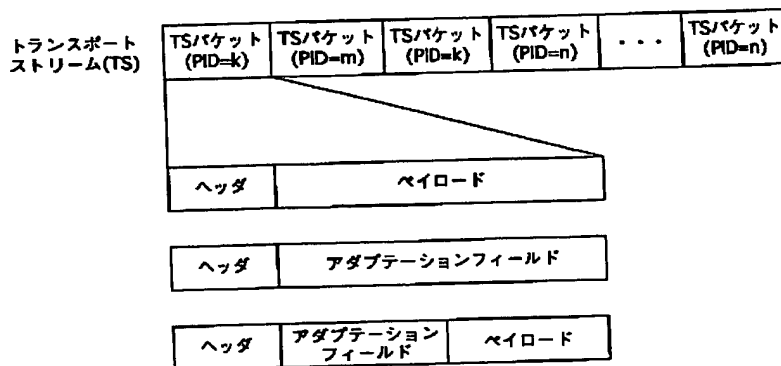 トランスポート
ストリーム(TS)
TSパケット
(PID=k)
TSパケット
(PID=m)
TSパケット
(PID=k)
TSパケット
(PID=n)
・・・
TSパケット
(PID=n)
ヘッダ
ペイロード
ヘッダ
アダプテーションフィールド
ヘッダ
アダプテーション
フィールド
ペイロード